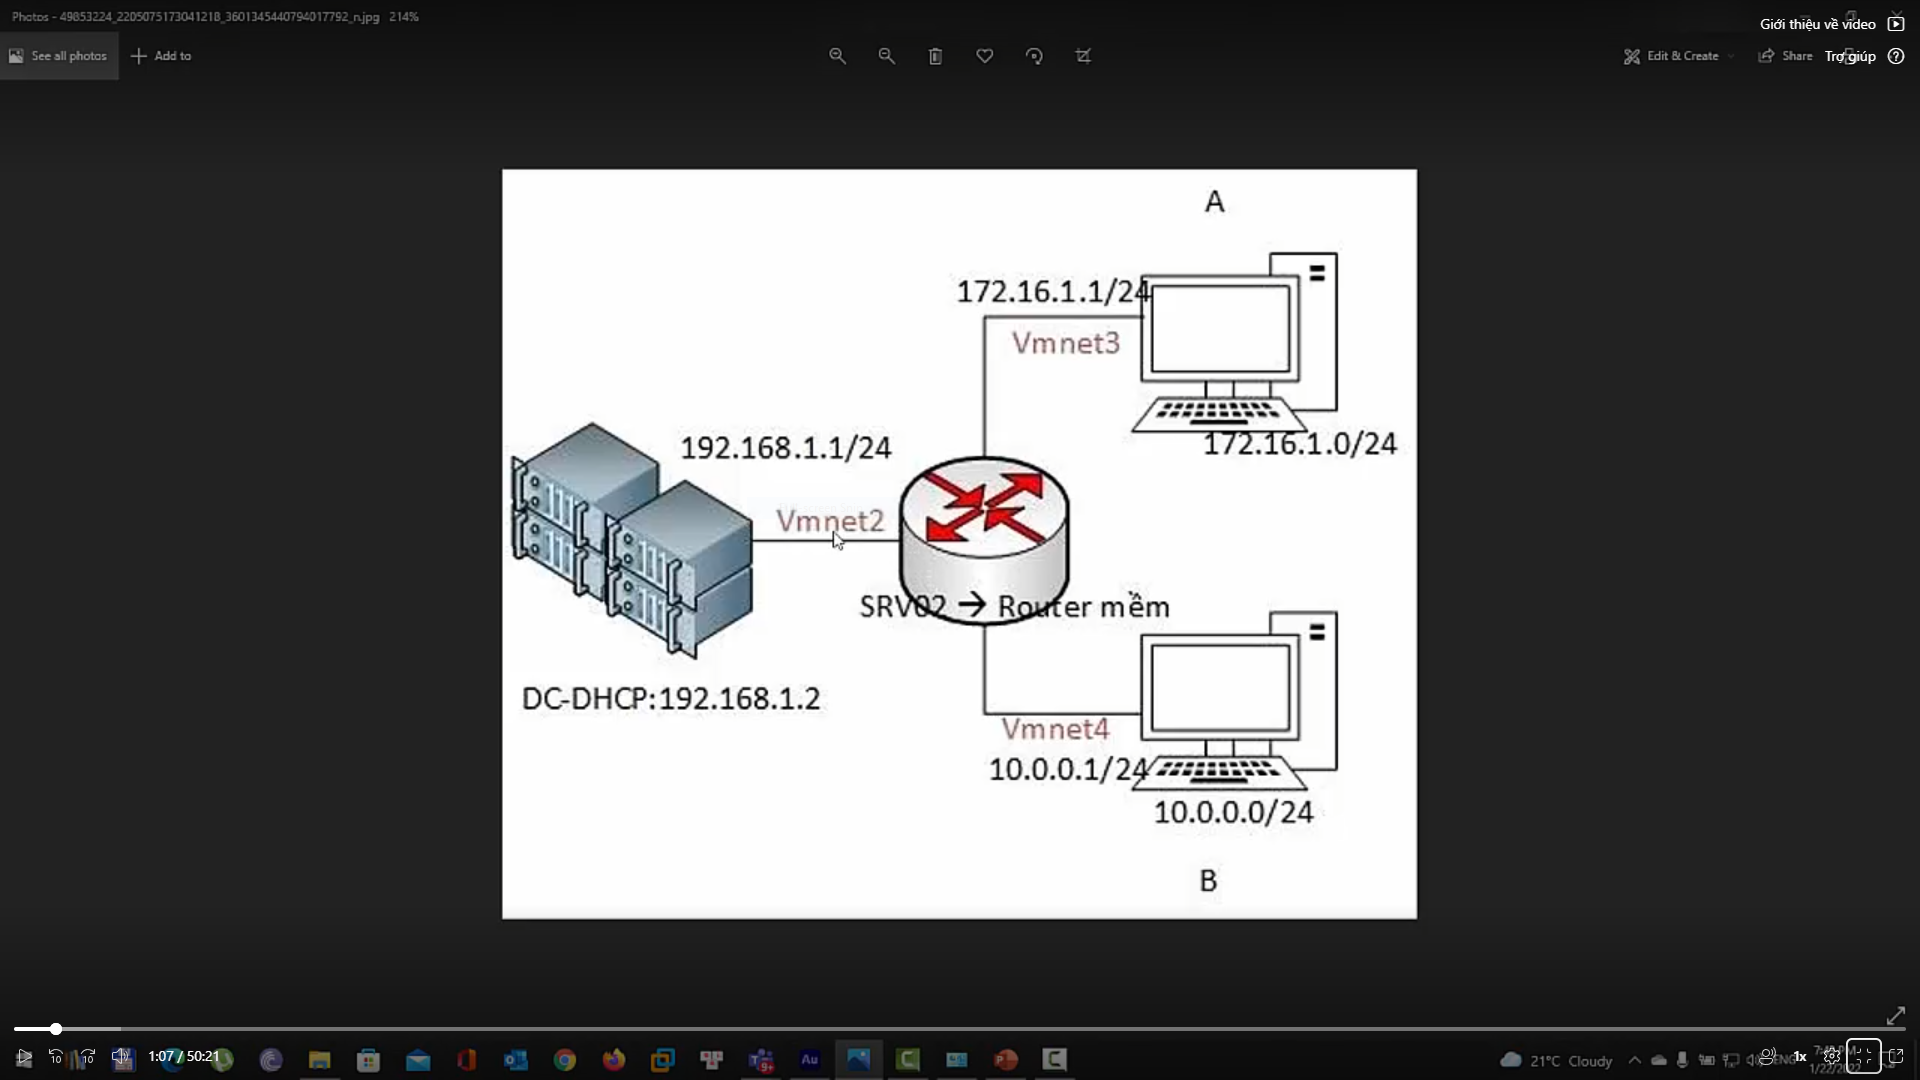 Photos - 49853224_2205075173041218_3601345440794017792_n.jpg 214%
Giới thiệu về video
See all photos
Add to
Edit & Create
Share
Trợ giúp
A
172.16.1.1/24
Vmnet3
172.16.1.0/24
192.168.1.1/24
Vmnet2
SRV02 → Router mềm
DC-DHCP:192.168.1.2
Vmnet4
10.0.0.1/24
10.0.0.0/24
B
10
10
1:07 / 50:21
Au
21°C Cloudy
1x